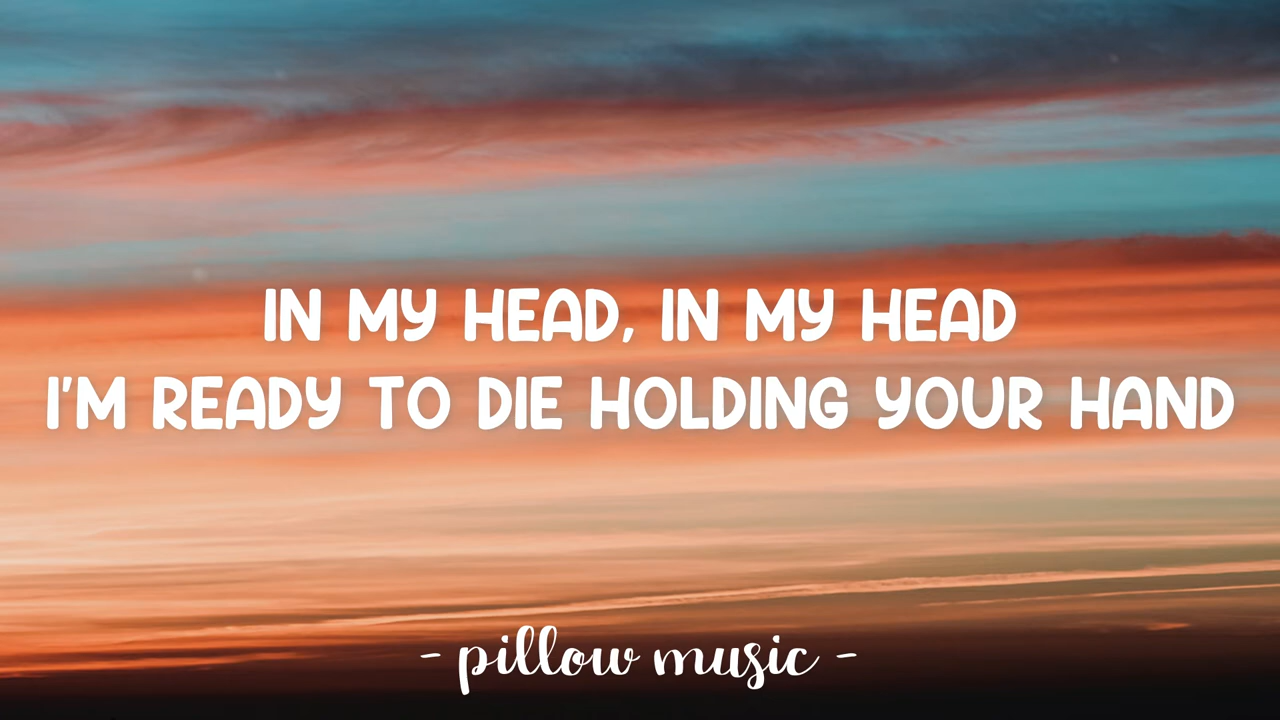 IN MY HEAD, IN MY HEAD
I'M READY TO DIE HOLDING YOUR HAND
- pillow music -